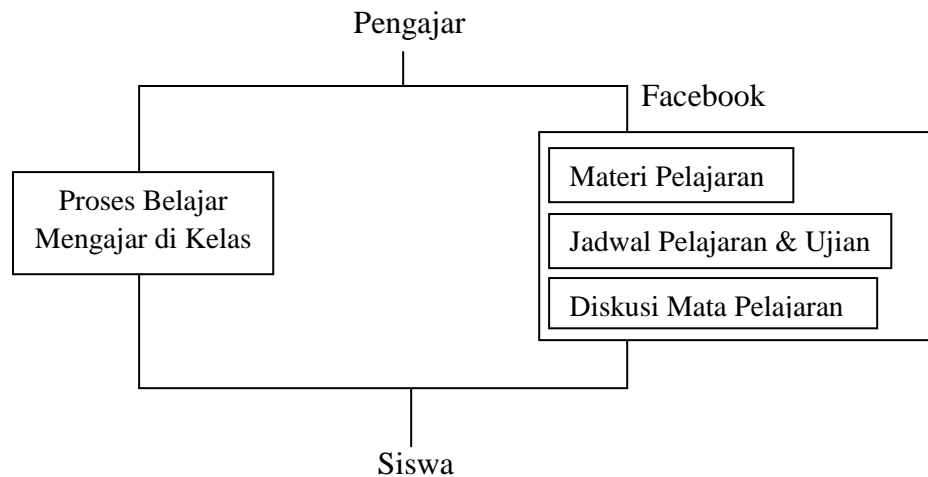 Pengajar
Facebook
Proses Belajar
Mengajar di Kelas
Materi Pelajaran
Jadwal Pelajaran & Ujian
Diskusi Mata Pelajaran
Siswa